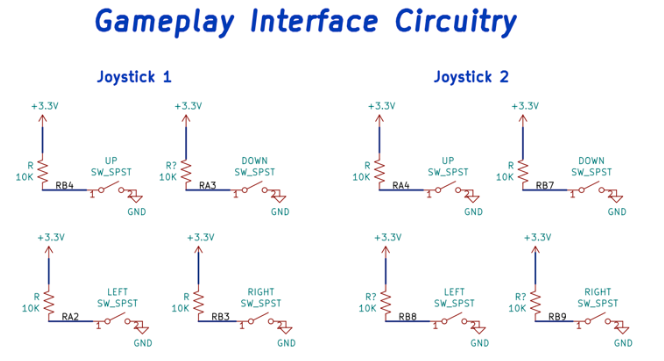 Gameplay Interface Circuitry
Joystick 1
Joystick 2
+3.3V
R
10K
RB4
UP
SW_SPST
1
2
GND
+3.3V
R?
10K
RA3
DOWN
SW_SPST
1
2
GND
+3.3V
R
10K
RA4
UP
SW_SPST
1
2
GND
+3.3V
R
10K
RB7
DOWN
SW_SPST
1
2
GND
+3.3V
R
10K
RA2
LEFT
SW_SPST
1
2
GND
+3.3V
R
10K
RB3
RIGHT
SW_SPST
1
2
GND
+3.3V
R?
10K
RB8
LEFT
SW_SPST
1
2
GND
+3.3V
R?
10K
RB9
RIGHT
SW_SPST
1
2
GND